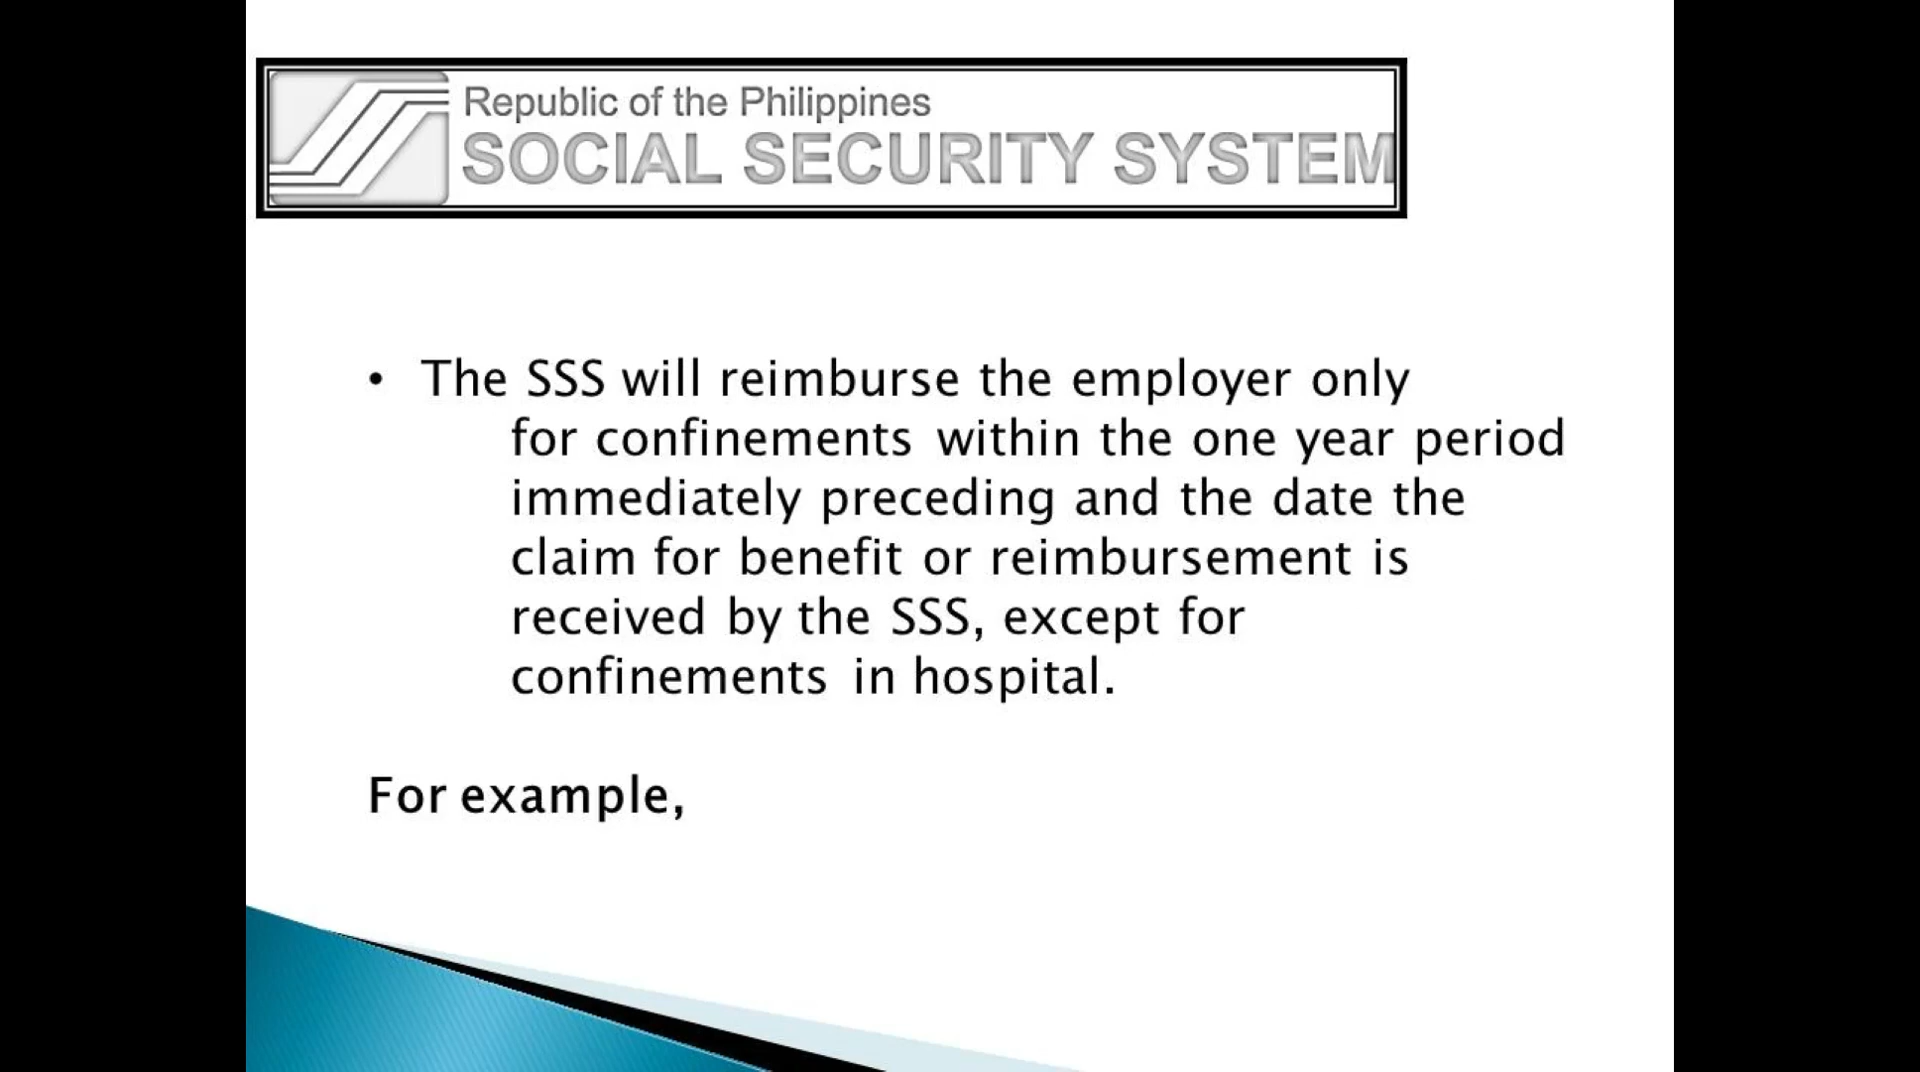 Republic of the Philippines
SOCIAL SECURITY SYSTEM
• The SSS will reimburse the employer only
for confinements within the one year period
immediately preceding and the date the
claim for benefit or reimbursement is
received by the SSS, except for
confinements in hospital.
For example,